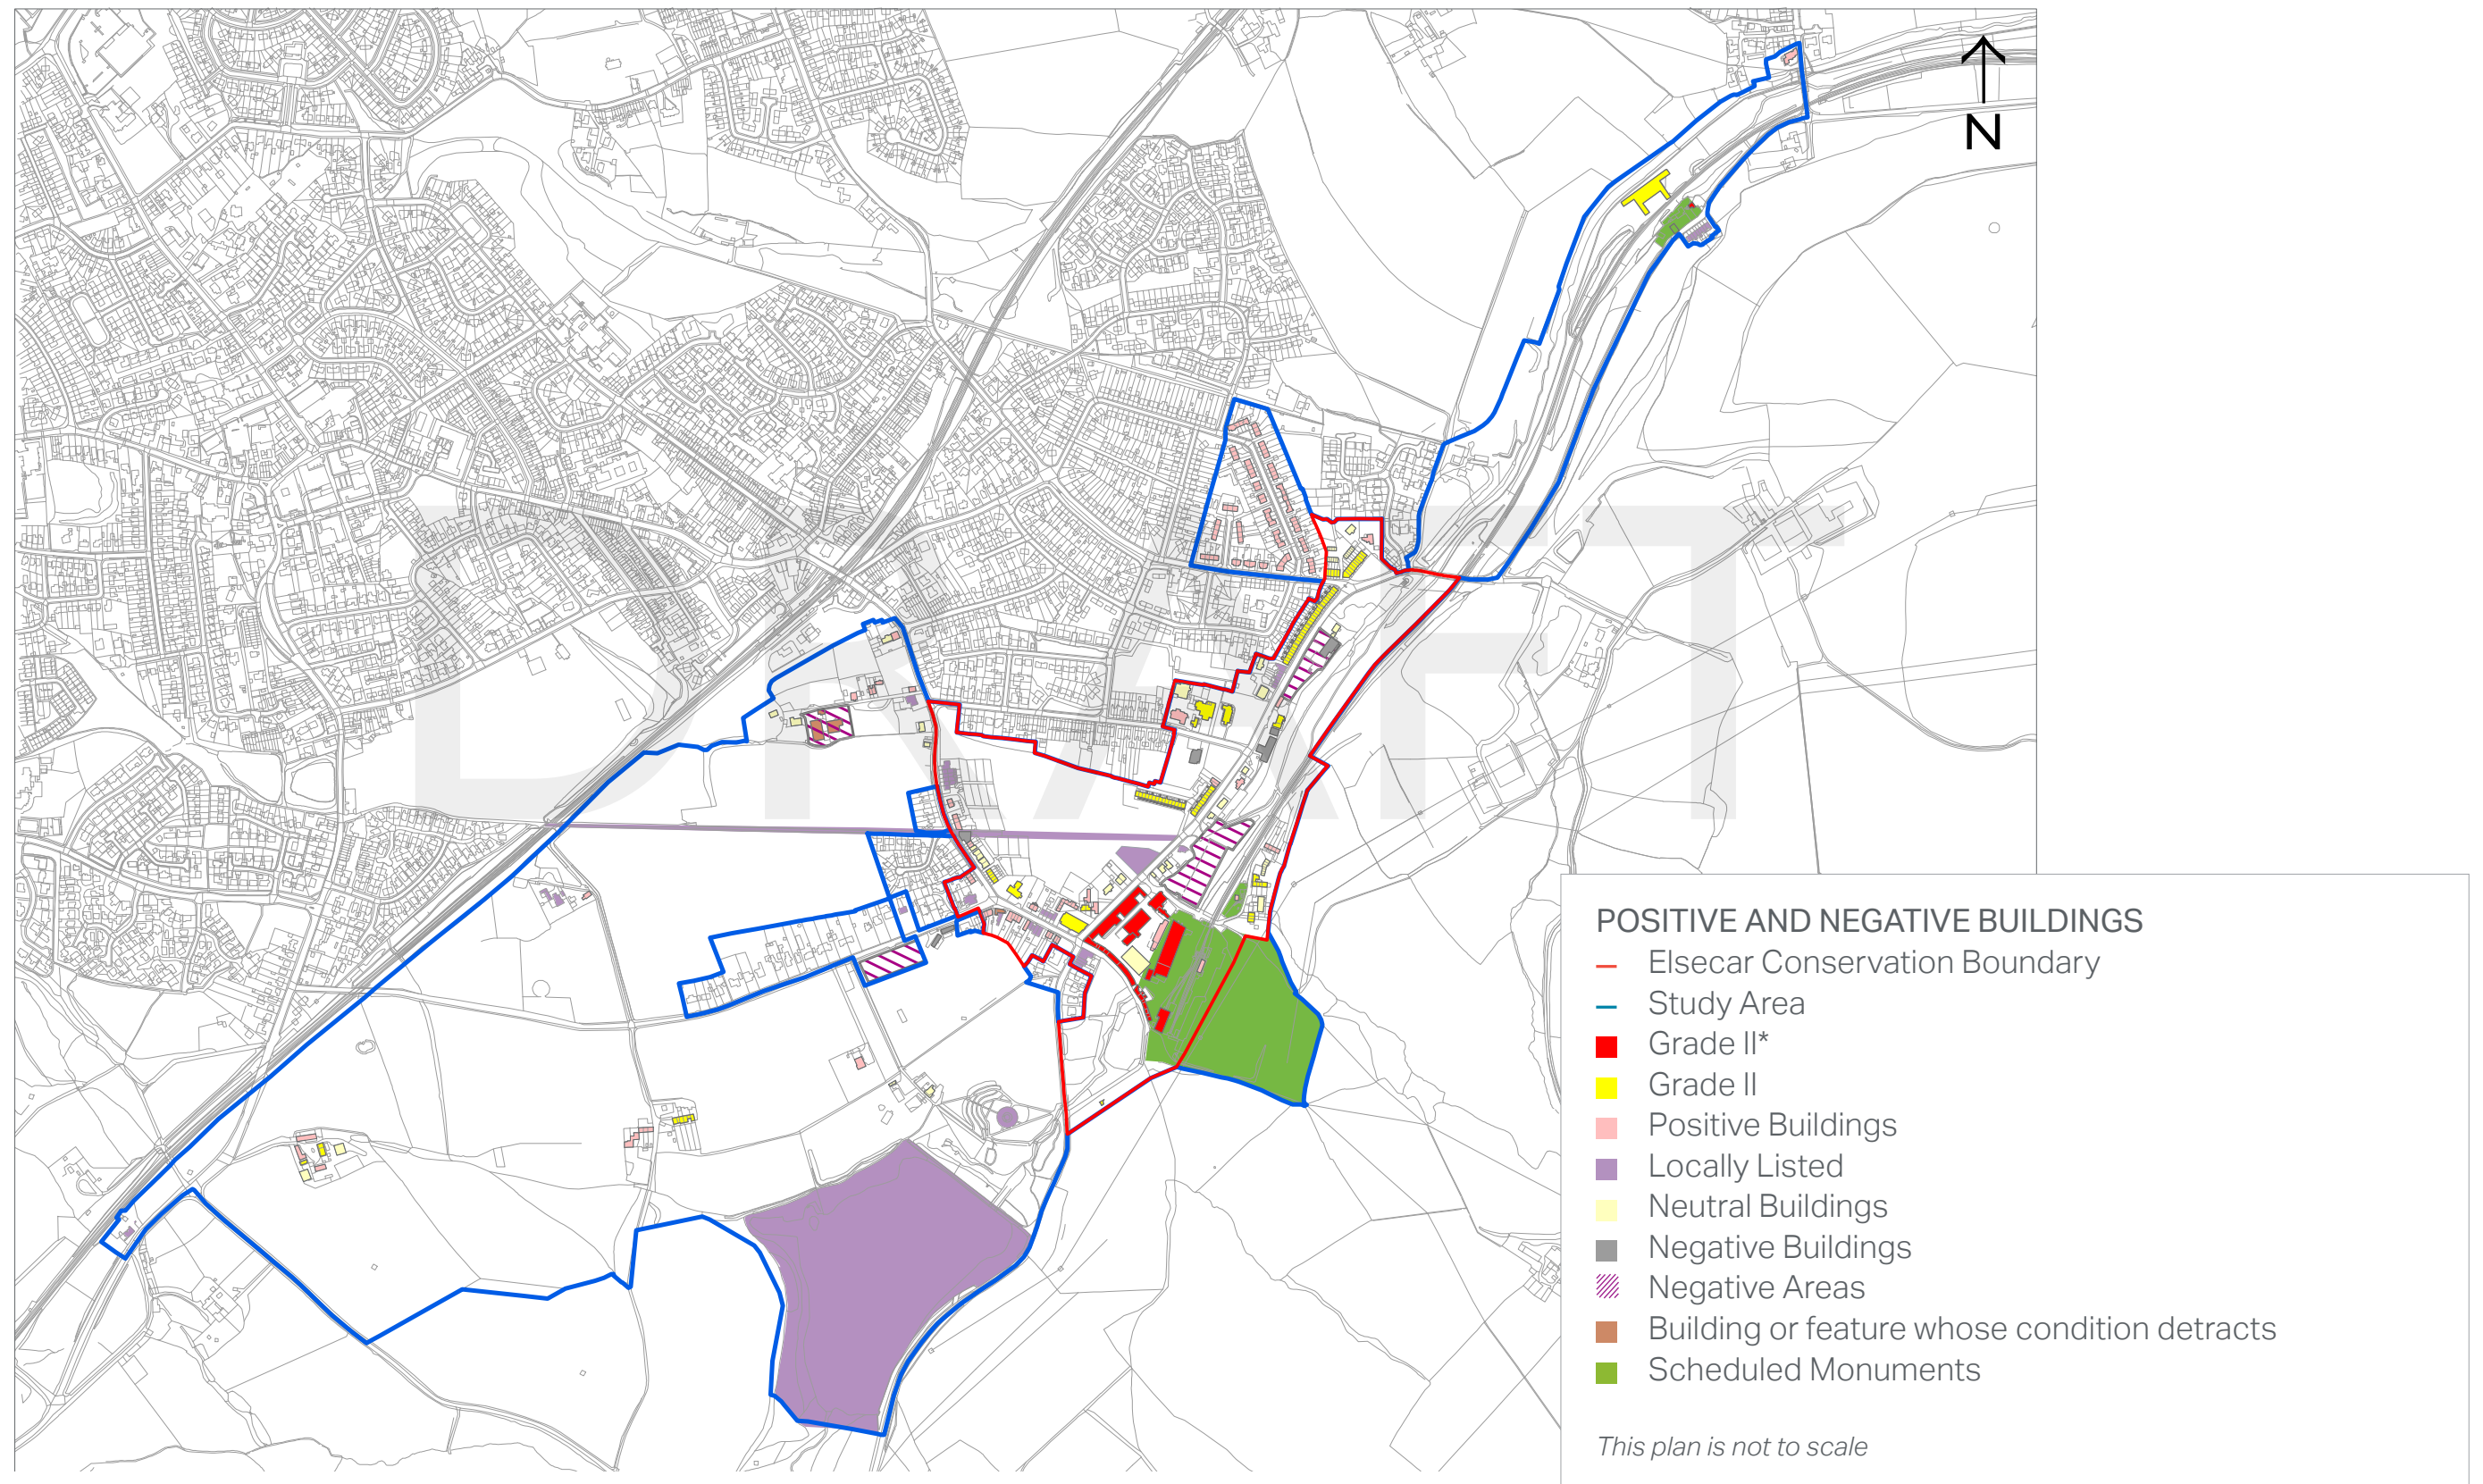 DRAFT
N
POSITIVE AND NEGATIVE BUILDINGS
Elsecar Conservation Boundary
Study Area
Grade II*
Grade II
Positive Buildings
Locally Listed
Neutral Buildings
Negative Buildings
Negative Areas
Building or feature whose condition detracts
Scheduled Monuments
This plan is not to scale